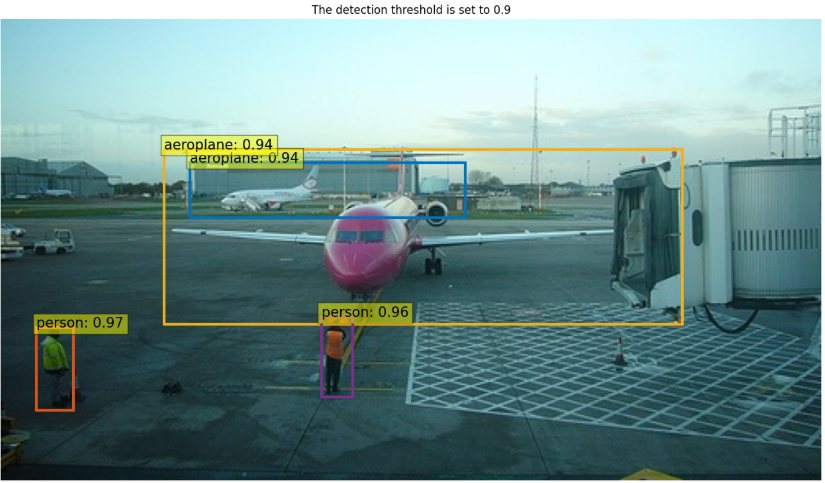 The detection threshold is set to 0.9
aeroplane: 0.94
aeroplane: 0.94
person: 0.96
person: 0.97